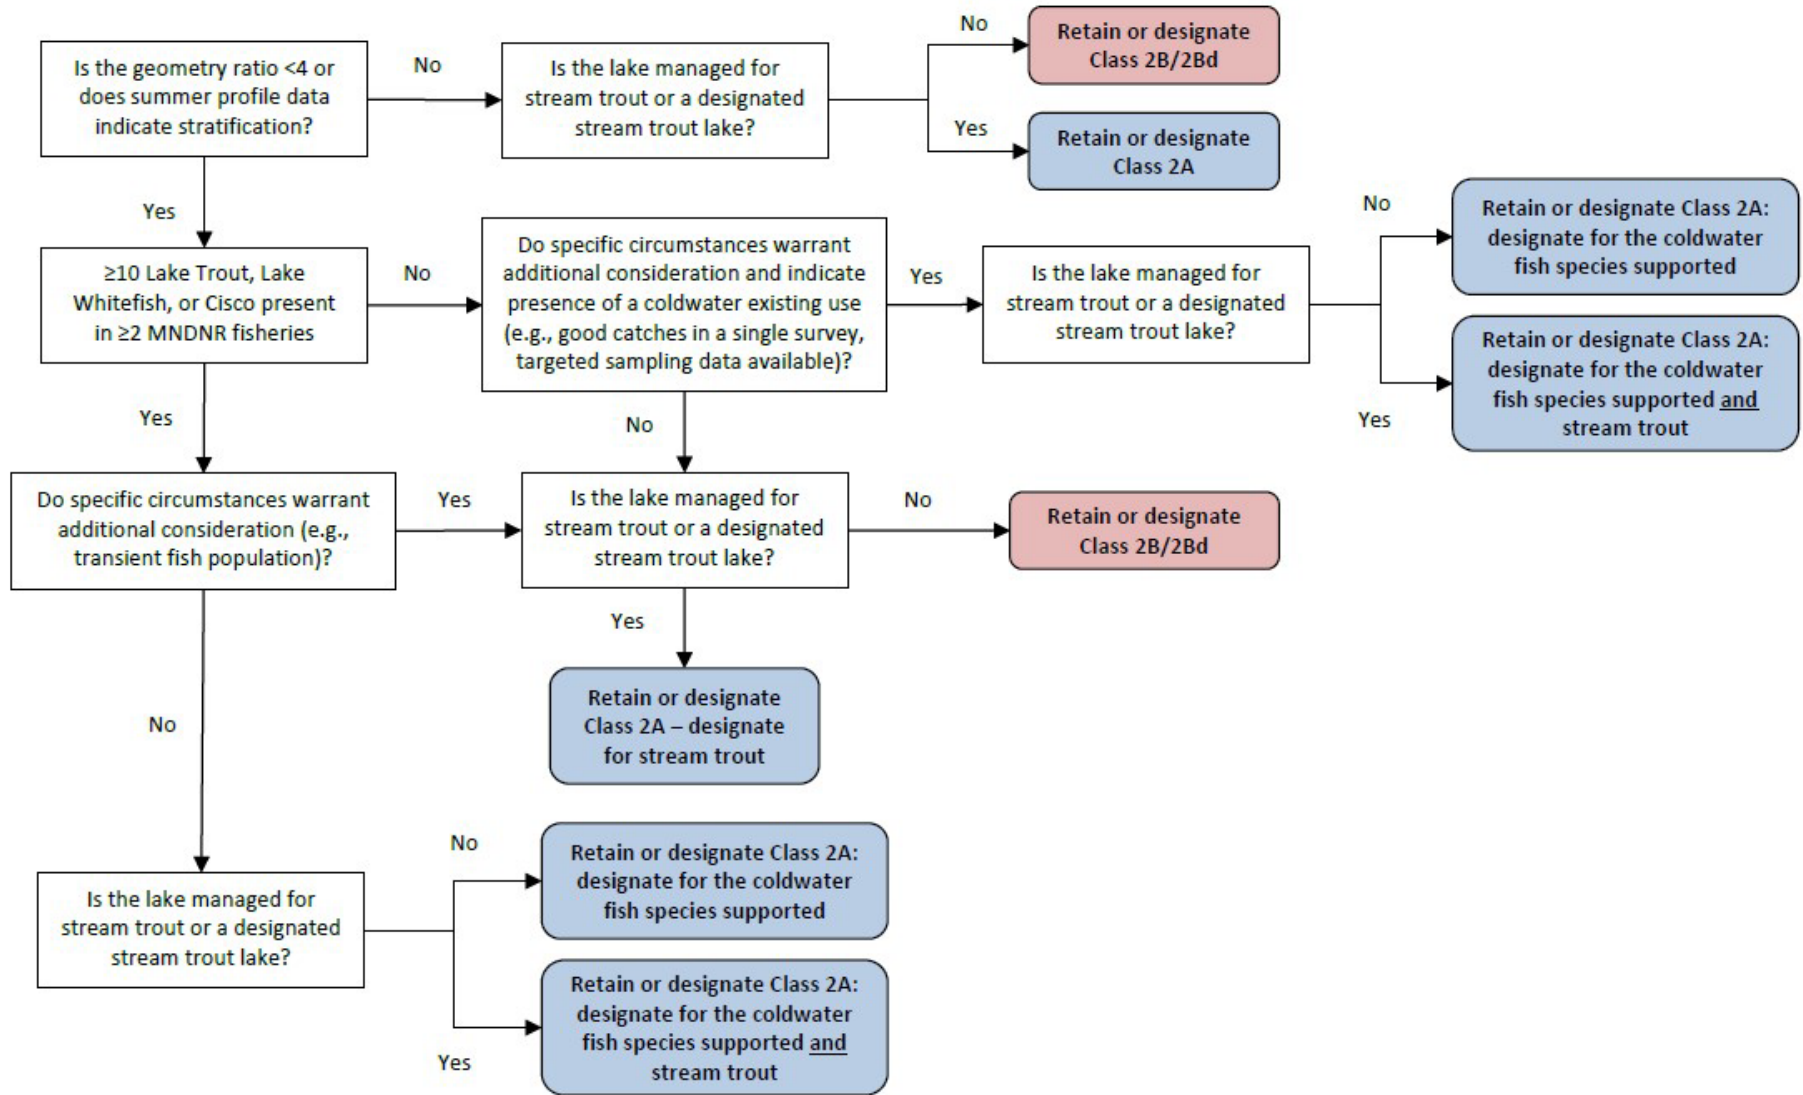 Is the geometry ratio <4 or
does summer profile data
indicate stratification?
No
Is the lake managed for
stream trout or a designated
stream trout lake?
No
Retain or designate
Class 2B/2Bd
Yes
Retain or designate
Class 2A
Yes
≥10 Lake Trout, Lake
Whitefish, or Cisco present
in ≥2 MNDNR fisheries
No
Do specific circumstances warrant
additional consideration and indicate
presence of a coldwater existing use
(e.g., good catches in a single survey,
targeted sampling data available)?
Yes
Is the lake managed for
stream trout or a designated
stream trout lake?
No
Retain or designate Class 2A:
designate for the coldwater
fish species supported
Yes
Retain or designate Class 2A:
designate for the coldwater
fish species supported and
stream trout
Yes
No
Do specific circumstances warrant
additional consideration (e.g.,
transient fish population)?
Yes
Is the lake managed for
stream trout or a designated
stream trout lake?
No
Retain or designate
Class 2B/2Bd
Yes
Retain or designate
Class 2A – designate
for stream trout
No
Is the lake managed for
stream trout or a designated
stream trout lake?
No
Retain or designate Class 2A:
designate for the coldwater
fish species supported
Yes
Retain or designate Class 2A:
designate for the coldwater
fish species supported and
stream trout